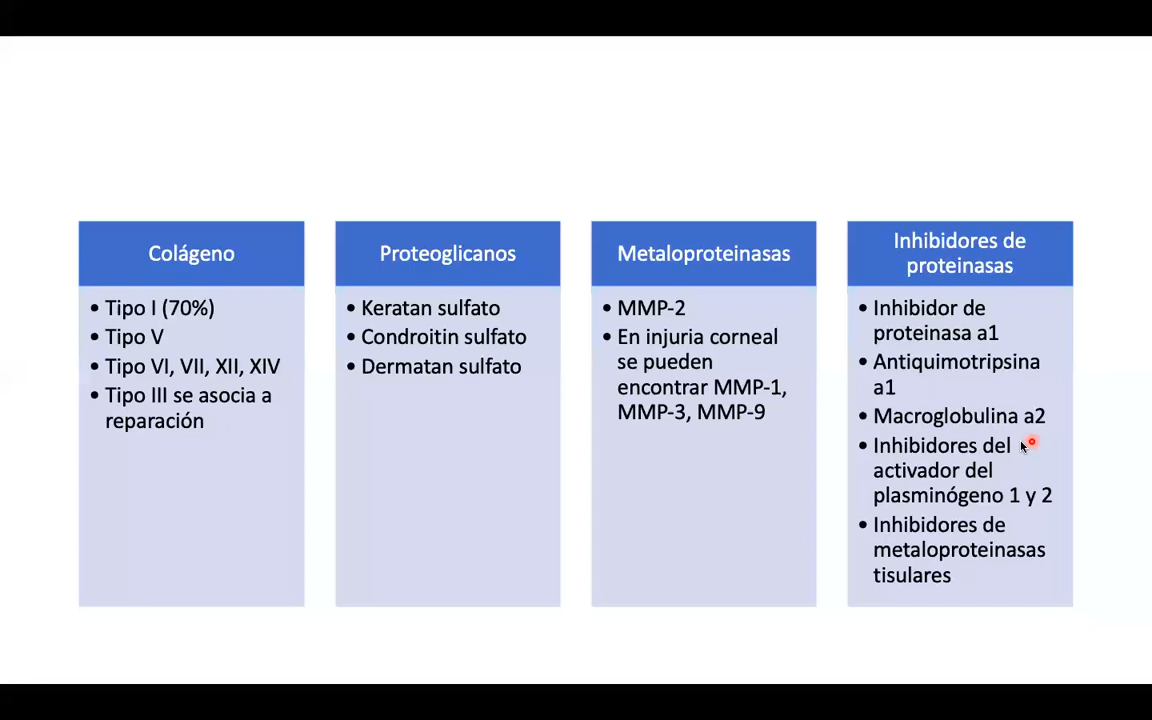 Colágeno
• Tipo I (70%)
• Tipo V
• Tipo VI, VII, XII, XIV
• Tipo III se asocia a
reparación
Proteoglicanos
• Keratan sulfato
• Condroitin sulfato
• Dermatan sulfato
Metaloproteinasas
• MMP-2
• En injuria corneal
se pueden
encontrar MMP-1,
MMP-3, MMP-9
Inhibidores de
proteinasas
• Inhibidor de
proteinasa a1
• Antiquimotripsina
a1
• Macroglobulina a2
• Inhibidores del
activador del
plasminógeno 1 y 2
• Inhibidores de
metaloproteinasas
tisulares